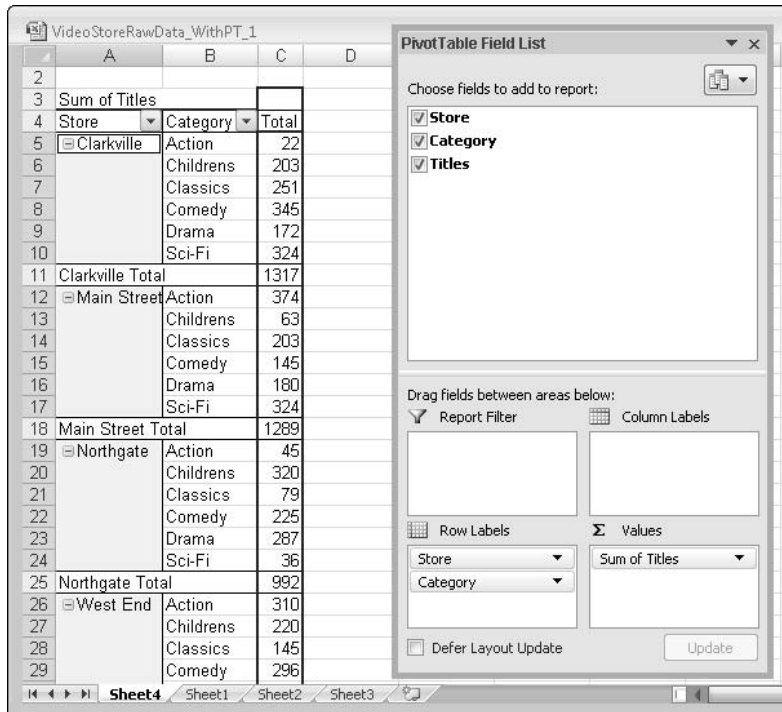 VideoStoreRawData_WithPT_1
A B C D
2
3 Sum of Titles
4 Store Category Total
5 Clarkville Action 22
6 Childrens 203
7 Classics 251
8 Comedy 345
9 Drama 172
10 Sci-Fi 324
11 Clarkville Total 1317
12 Main Street Action 374
13 Childrens 63
14 Classics 203
15 Comedy 145
16 Drama 180
17 Sci-Fi 324
18 Main Street Total 1289
19 Northgate Action 45
20 Childrens 320
21 Classics 79
22 Comedy 225
23 Drama 287
24 Sci-Fi 36
25 Northgate Total 992
26 West End Action 310
27 Childrens 220
28 Classics 145
29 Comedy 296
Sheet4 Sheet1 Sheet2 Sheet3
PivotTable Field List
Choose fields to add to report:
Store
Category
Titles
Drag fields between areas below:
Report Filter Column Labels
Row Labels Σ Values
Store Sum of Titles
Category
Defer Layout Update Update